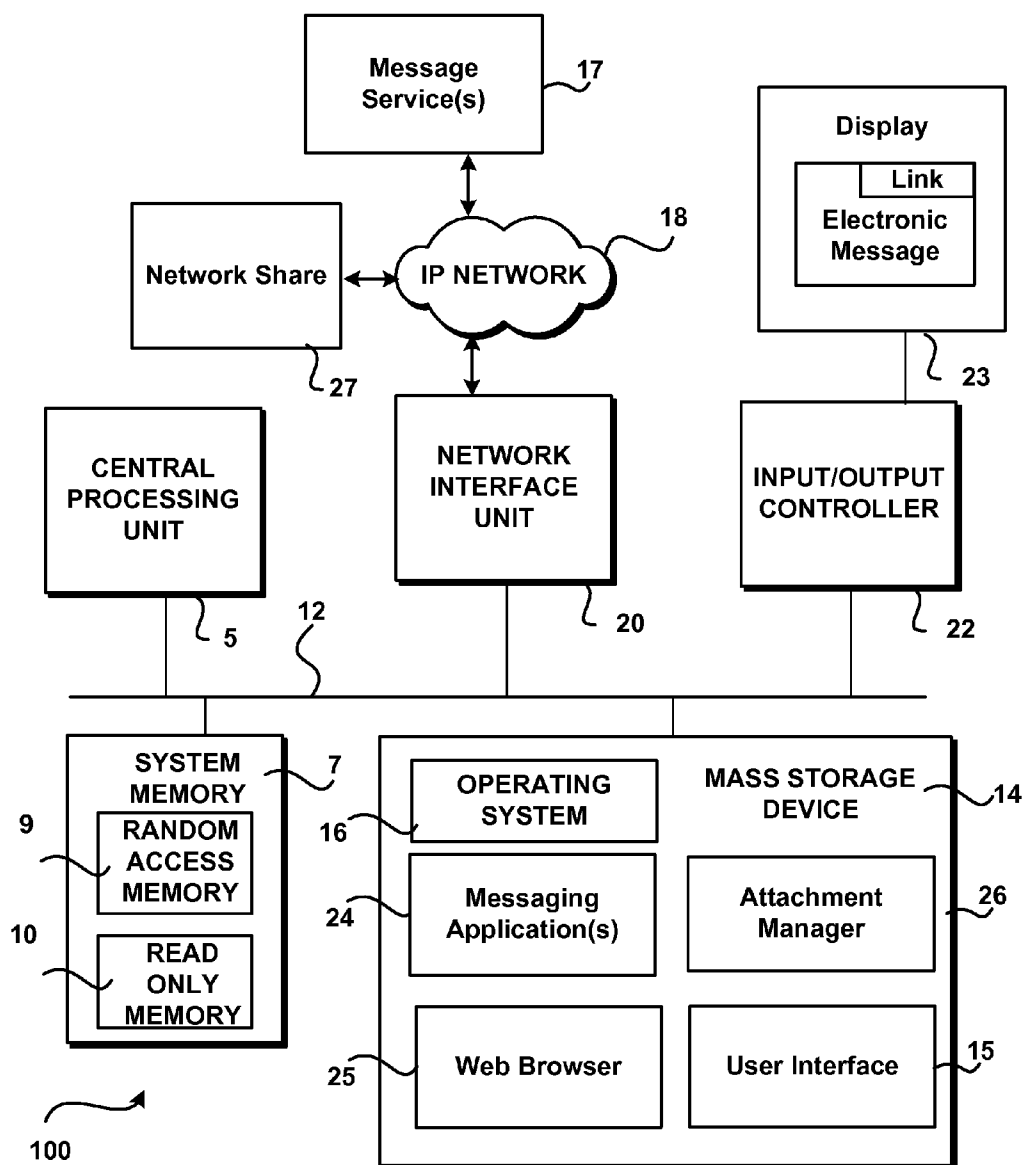 Message
Service(s)
17
Display
Link
Electronic
Message
23
Network Share
27
IP NETWORK
18
CENTRAL
PROCESSING
UNIT
5
NETWORK
INTERFACE
UNIT
20
INPUT/OUTPUT
CONTROLLER
22
12
SYSTEM
MEMORY
7
9
RANDOM
ACCESS
MEMORY
10
READ
ONLY
MEMORY
OPERATING
SYSTEM
16
MASS STORAGE
DEVICE
14
24
Messaging
Application(s)
Attachment
Manager
26
25
Web Browser
User Interface
15
100